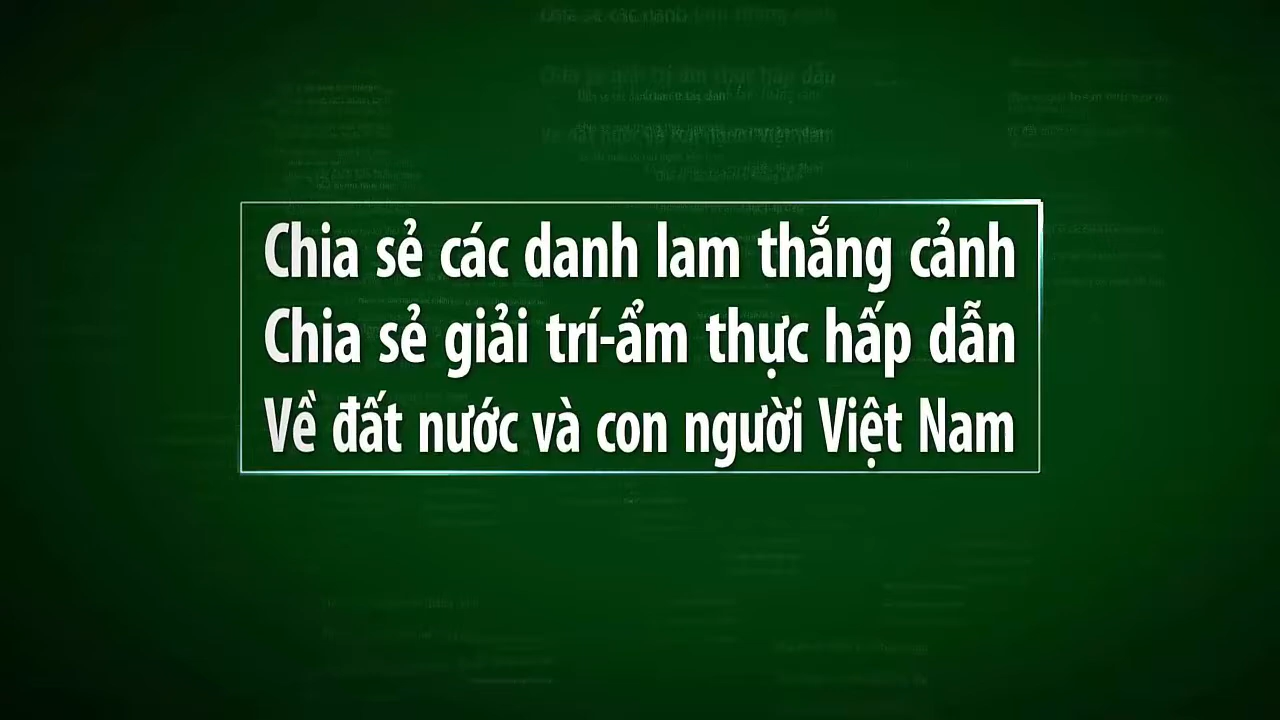 Chia sẻ các danh lam thắng cảnh
Chia sẻ giải trí-ẩm thực hấp dẫn
Về đất nước và con người Việt Nam